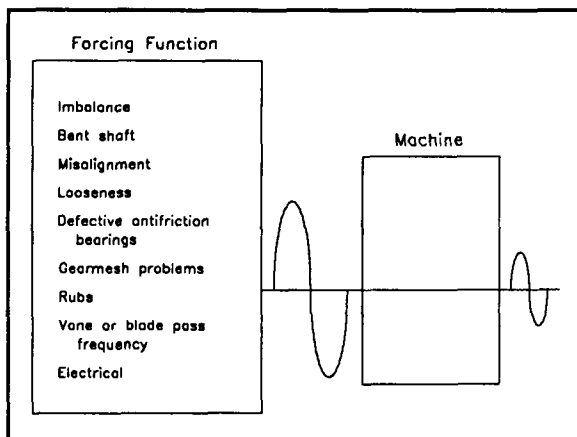 Forcing Function
Imbalance
Bent shaft
Misalignment
Looseness
Defective antifriction
bearings
Gearmesh problems
Rubs
Vane or blade pass
frequency
Electrical
Machine